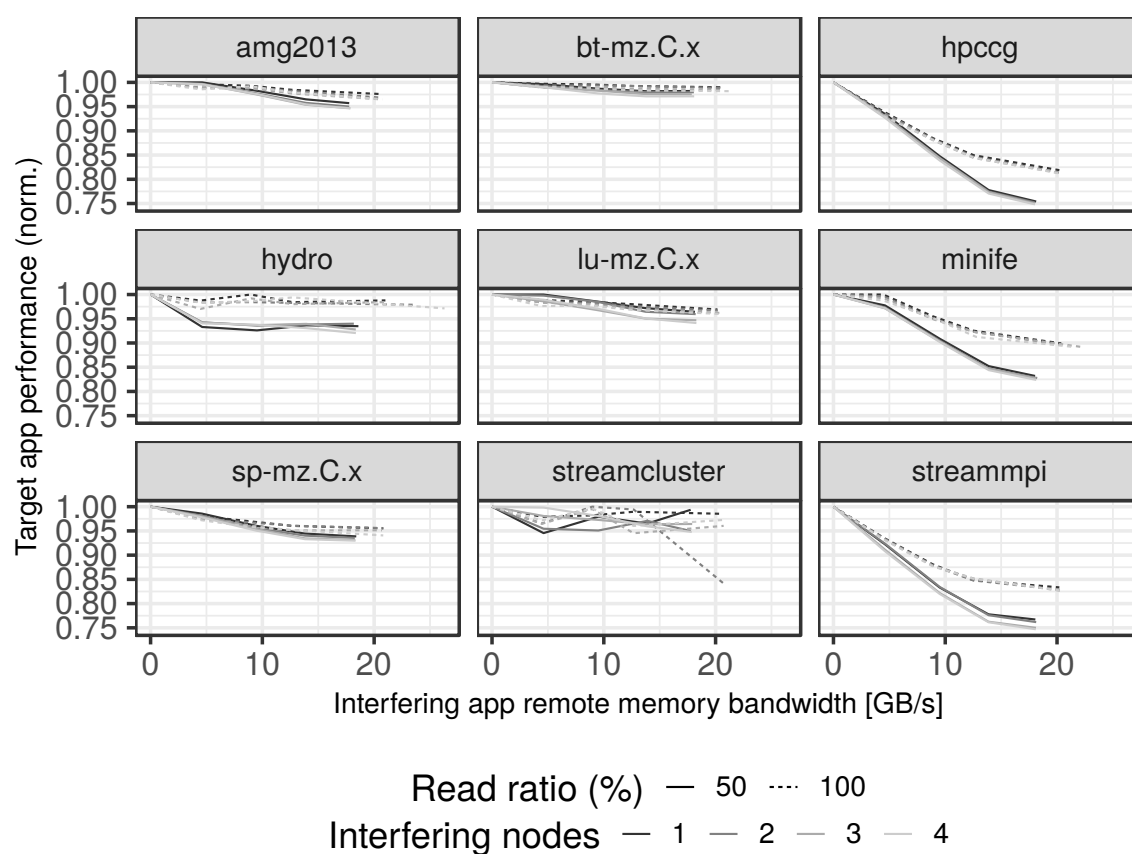 amg2013 bt-mz.C.x hpccg
1.00
0.95
0.90
0.85
0.80
0.75
hydro lu-mz.C.x minife
1.00
0.95
0.90
0.85
0.80
0.75
sp-mz.C.x streamcluster streammpi
1.00
0.95
0.90
0.85
0.80
0.75
0 10 20 0 10 20 0 10 20
Target app performance (norm.)
Interfering app remote memory bandwidth [GB/s]
Read ratio (%) 50 100
Interfering nodes 1 2 3 4